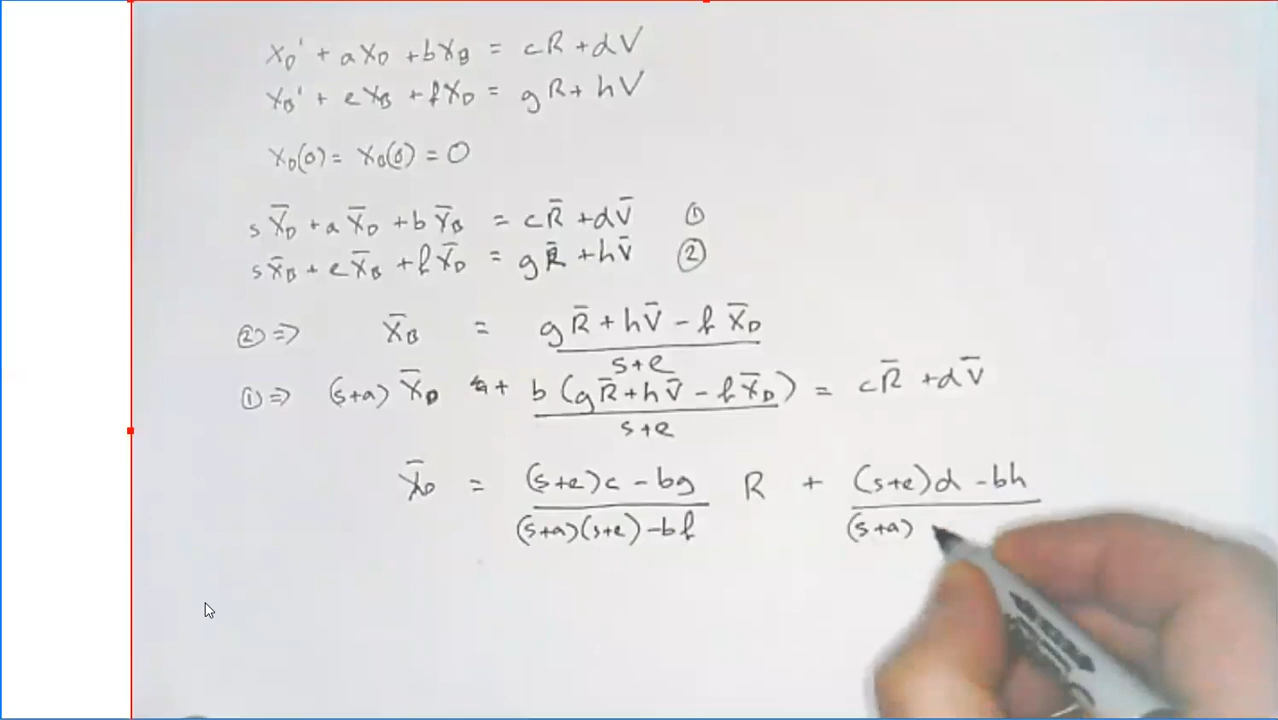 X_D' + aX_D + bX_B = cR + dV
X_B' + eX_B + fX_D = gR + hV
X_D(0) = X_B(0) = 0
sX̄_D + aX̄_D + bX̄_B = cR̄ + dV̄ ①
sX̄_B + eX̄_B + fX̄_D = gR̄ + hV̄ ②
② => X̄_B = (gR̄ + hV̄ - fX̄_D) / (s+e)
① => (s+a) X̄_D + b(gR̄ + hV̄ - fX̄_D) / (s+e) = cR̄ + dV̄
X̄_D = ((s+e)c - bg) / ((s+a)(s+e) - bf) R + ((s+e)d - bh) / (s+a)